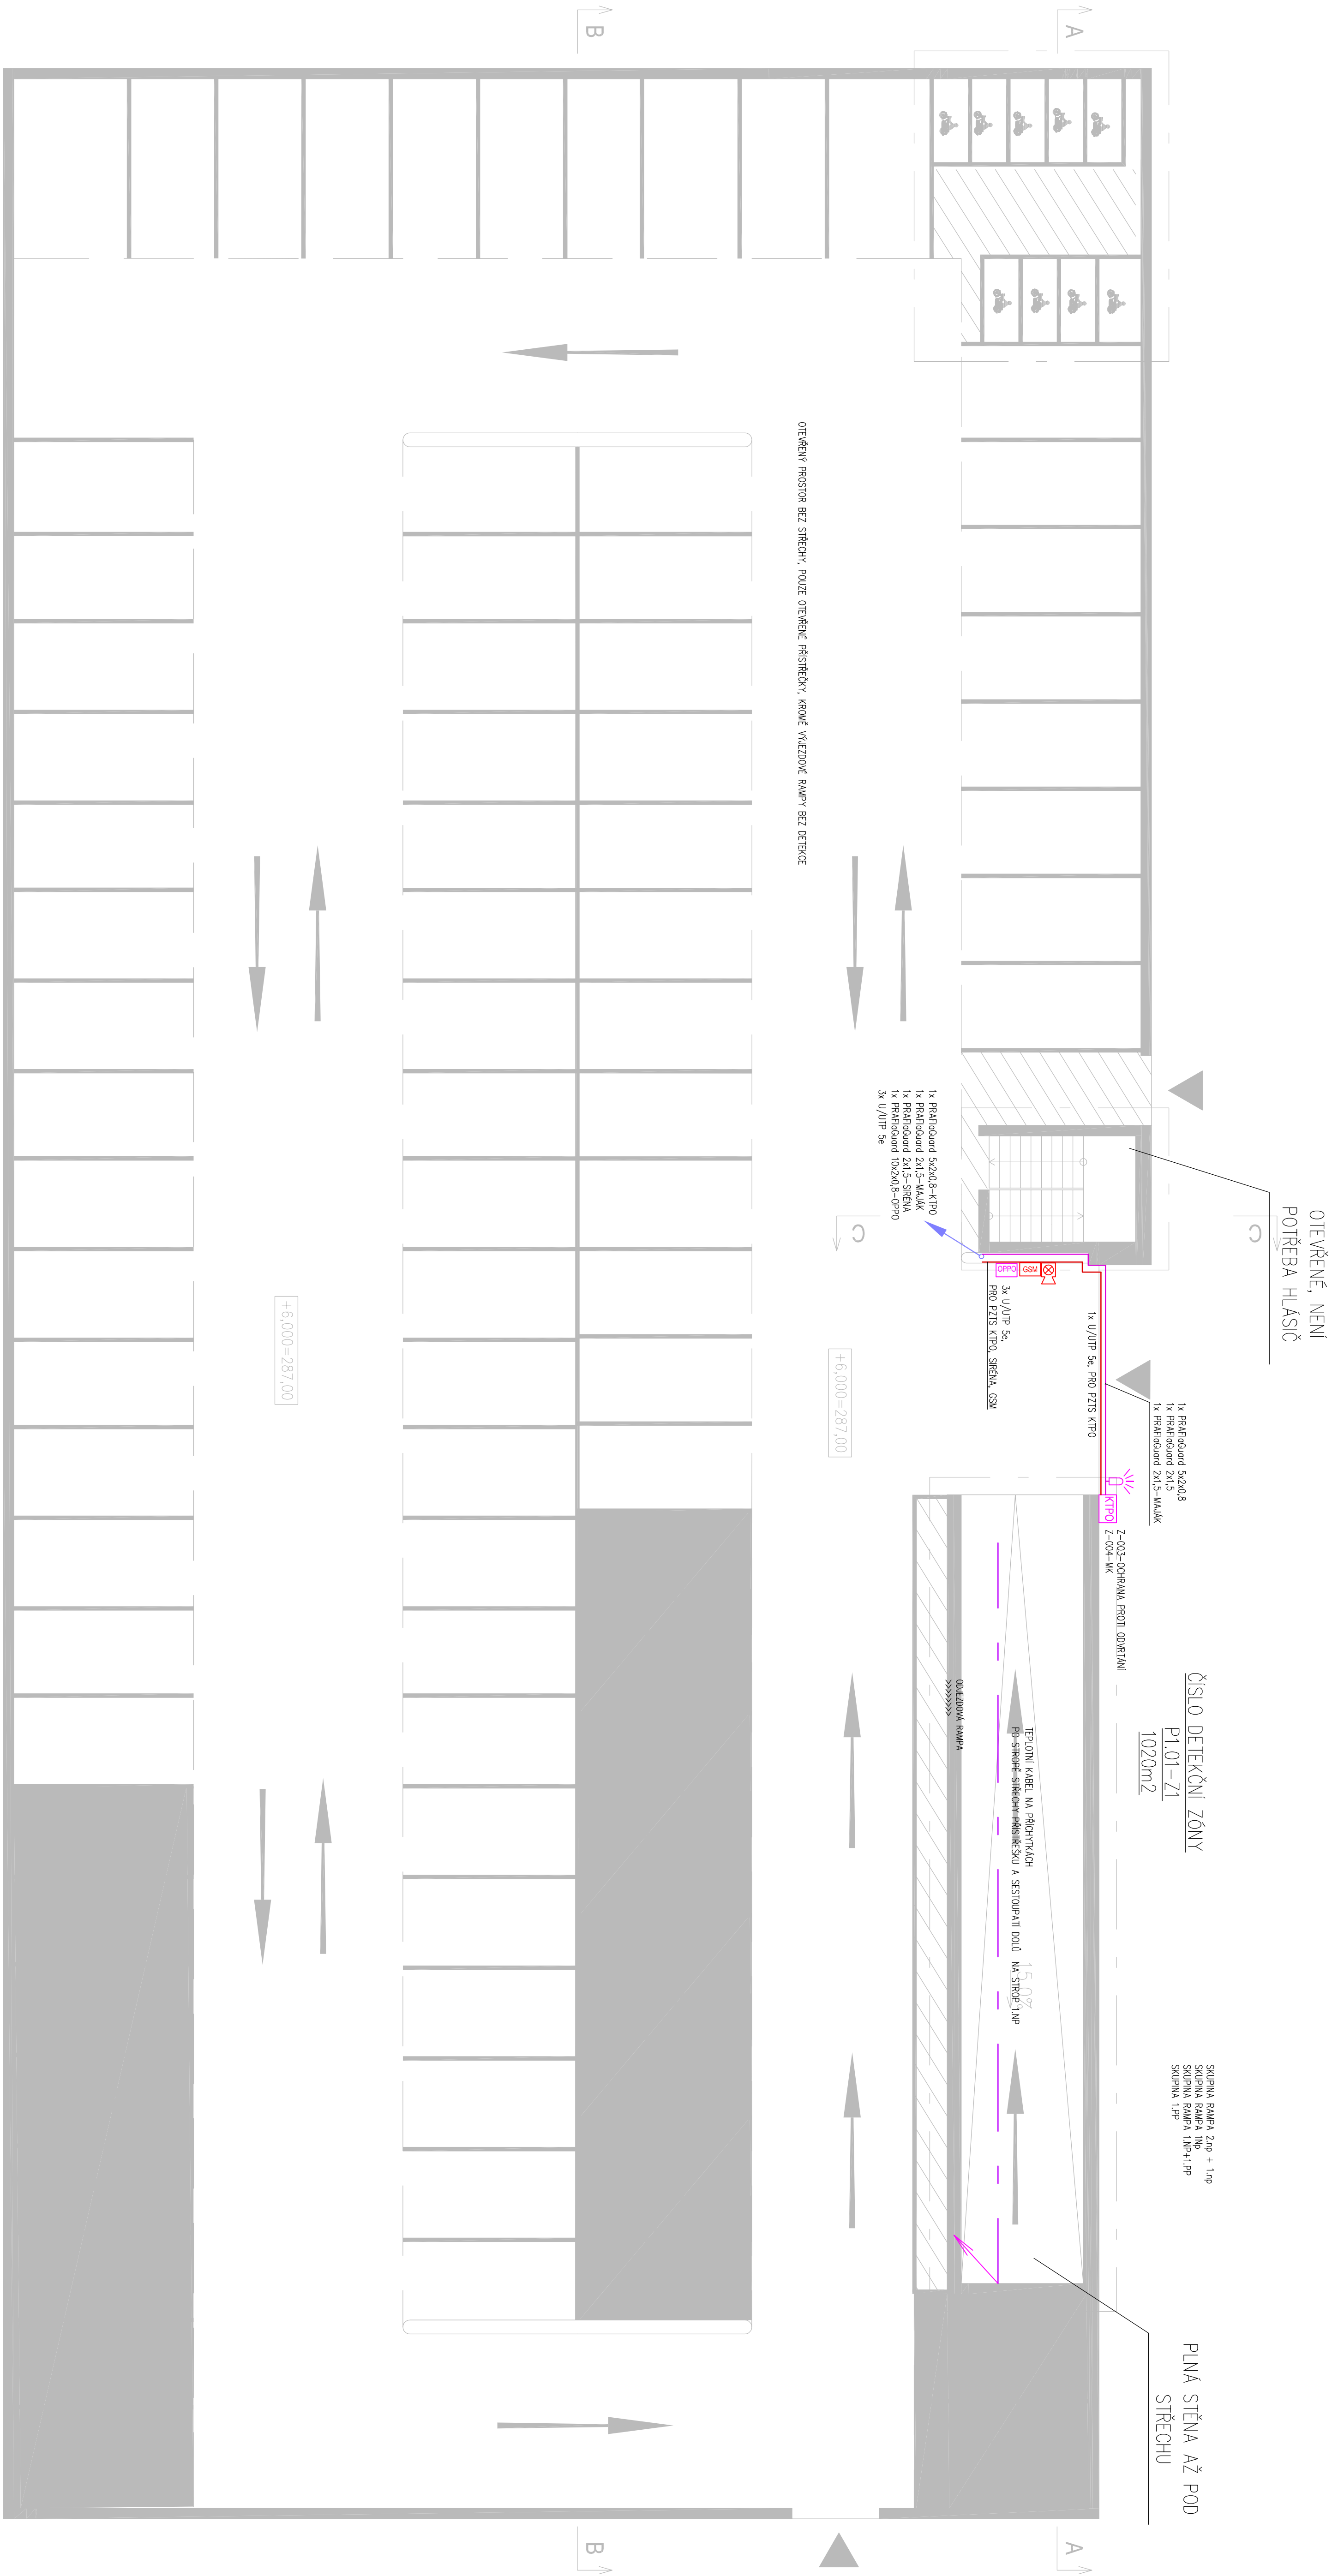 OTEVŘENÉ, NENÍ
POTŘEBA HLÁSIČ
A
B
C
C
A
B
OTEVŘENÝ PROSTOR BEZ STŘECHY, POUZE OTEVŘENÉ PŘÍSTŘEČKY, KROMĚ VÝJEZDOVÉ RAMPY BEZ DETEKCE
1x PRAFlaGuard 5x2x0,8-KTPO
1x PRAFlaGuard 2x1,5-MAJÁK
1x PRAFlaGuard 2x1,5-SIRÉNA
1x PRAFlaGuard 10x2x0,8-OPPO
3x U/UTP 5e
OPPO
GSM
3x U/UTP 5e,
PRO PZTS KTPO, SIRÉNA, GSM
1x U/UTP 5e, PRO PZTS KTPO
1x PRAFlaGuard 5x2x0,8
1x PRAFlaGuard 2x1,5
1x PRAFlaGuard 2x1,5-MAJÁK
KTPO
Z-003-OCHRANA PROTI ODVRTÁNÍ
Z-004-MK
+6,000=287,00
+6,000=287,00
ČÍSLO DETEKČNÍ ZÓNY
P1.01-Z1
1020m2
ODJEZDOVÁ RAMPA
>>>>>>>>
TEPLOTNÍ KABEL NA PŘÍCHYTKÁCH
PO STROPĚ STŘECHY PŘÍSTŘEŠKU A SESTOUPATÍ DOLŮ NA STROP 1.NP
15,0%
SKUPINA RAMPA 2.np + 1.np
SKUPINA RAMPA 1Np
SKUPINA RAMPA 1.NP+1.PP
SKUPINA 1.PP
PLNÁ STĚNA AŽ POD
STŘECHU